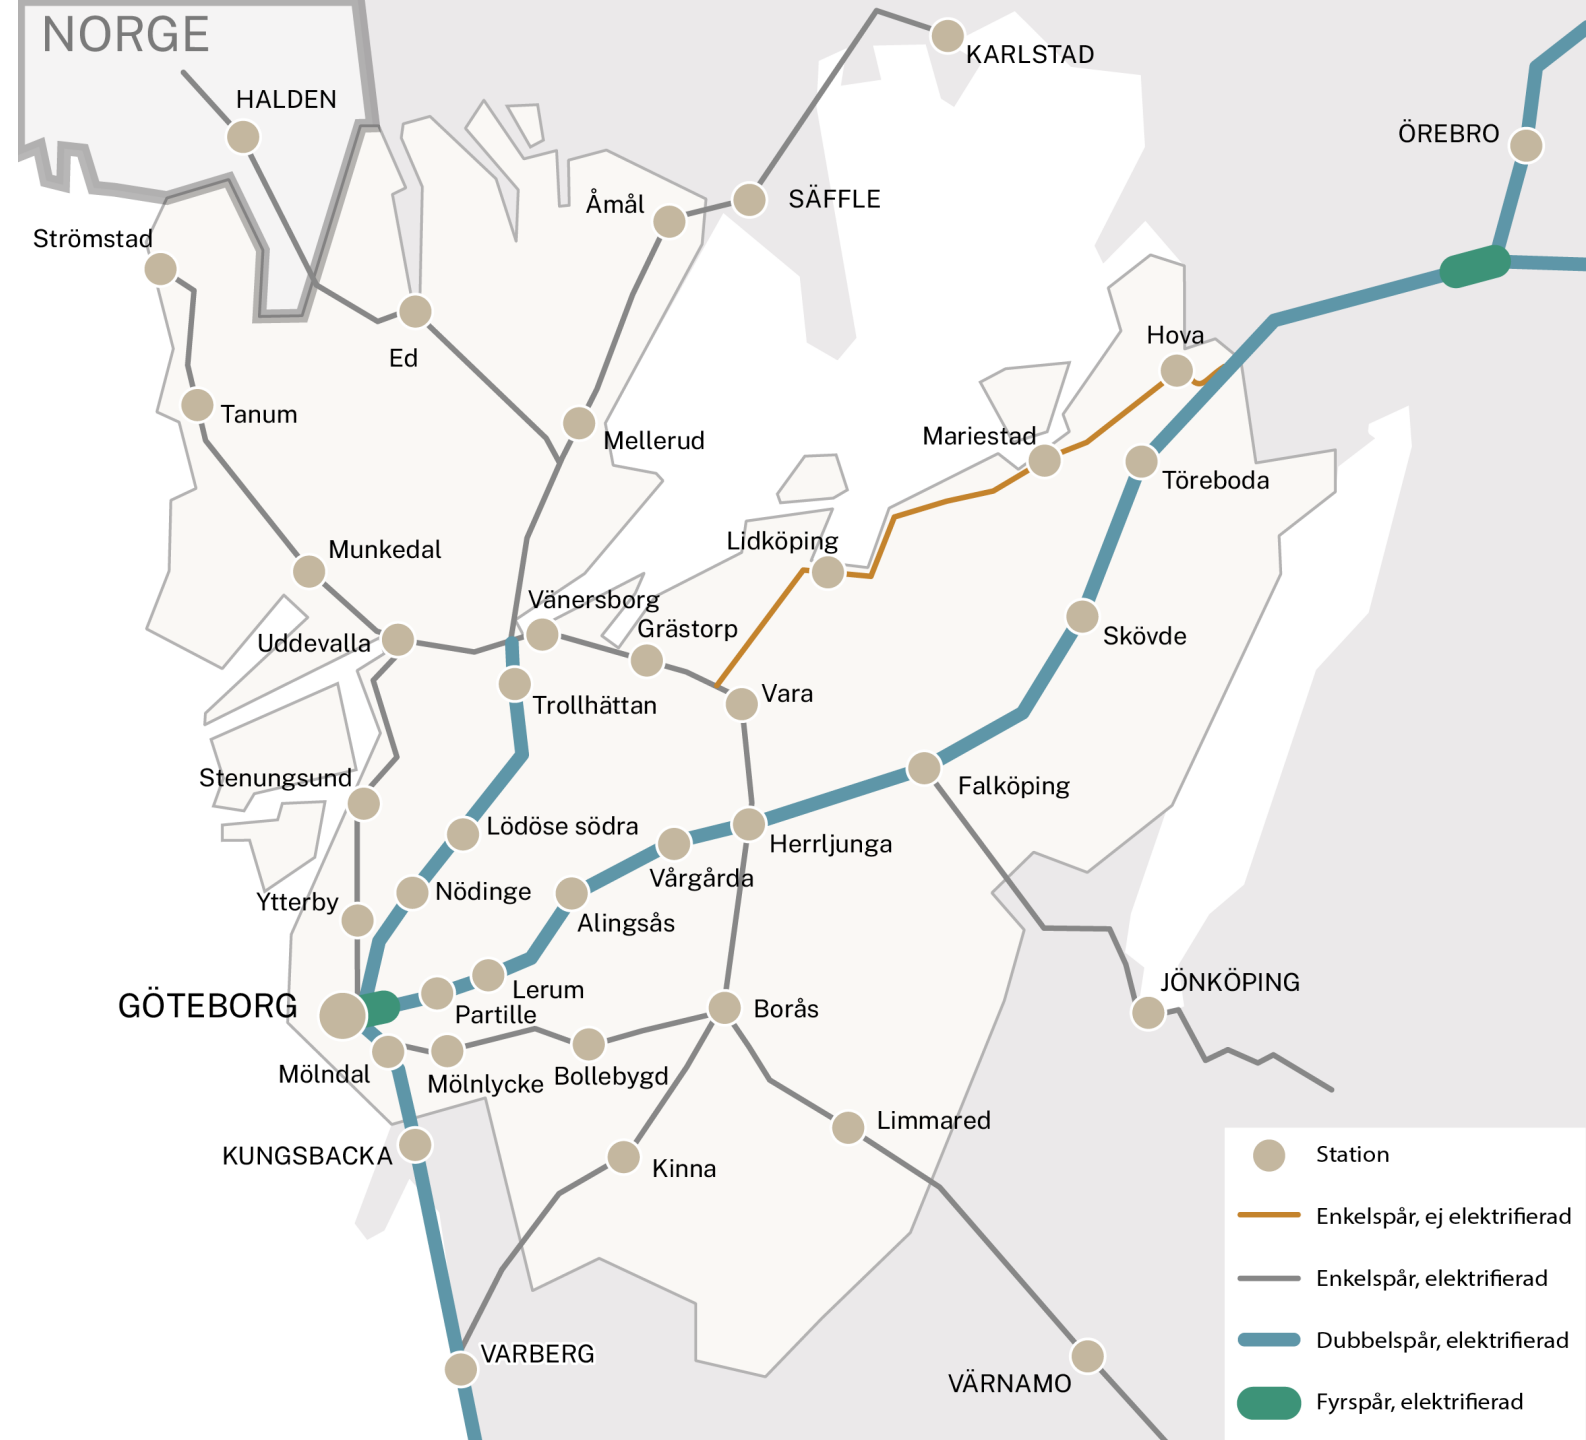 NORGE
KARLSTAD
HALDEN
ÖREBRO
SÄFFLE
Åmål
Strömstad
Hova
Ed
Tanum
Mariestad
Mellerud
Töreboda
Lidköping
Munkedal
Vänersborg
Grästorp
Skövde
Uddevalla
Vara
Trollhättan
Stenungsund
Falköping
Lödöse södra
Herrljunga
Vårgårda
Nödinge
Ytterby
Alingsås
JÖNKÖPING
Lerum
GÖTEBORG
Partille
Borås
Mölndal
Bollebygd
Mölnlycke
Limmared
KUNGSBACKA
Station
Kinna
Enkelspår, ej elektrifierad
Enkelspår, elektrifierad
Dubbelspår, elektrifierad
VARBERG
VÄRNAMO
Fyrspår, elektrifierad